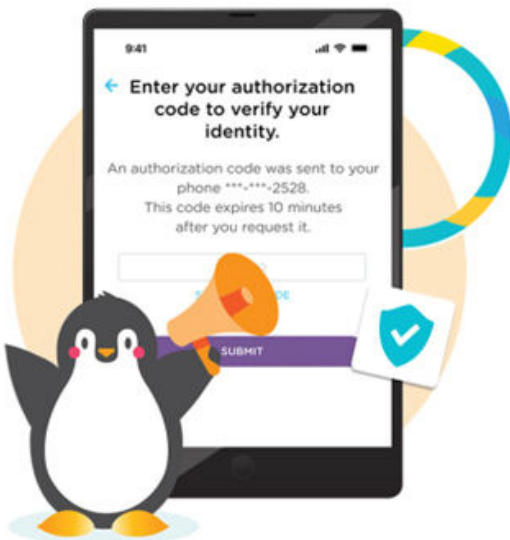 9:41
Enter your authorization
code to verify your
identity.
An authorization code was sent to your
phone ***-***-2528.
This code expires 10 minutes
after you request it.
SUBMIT